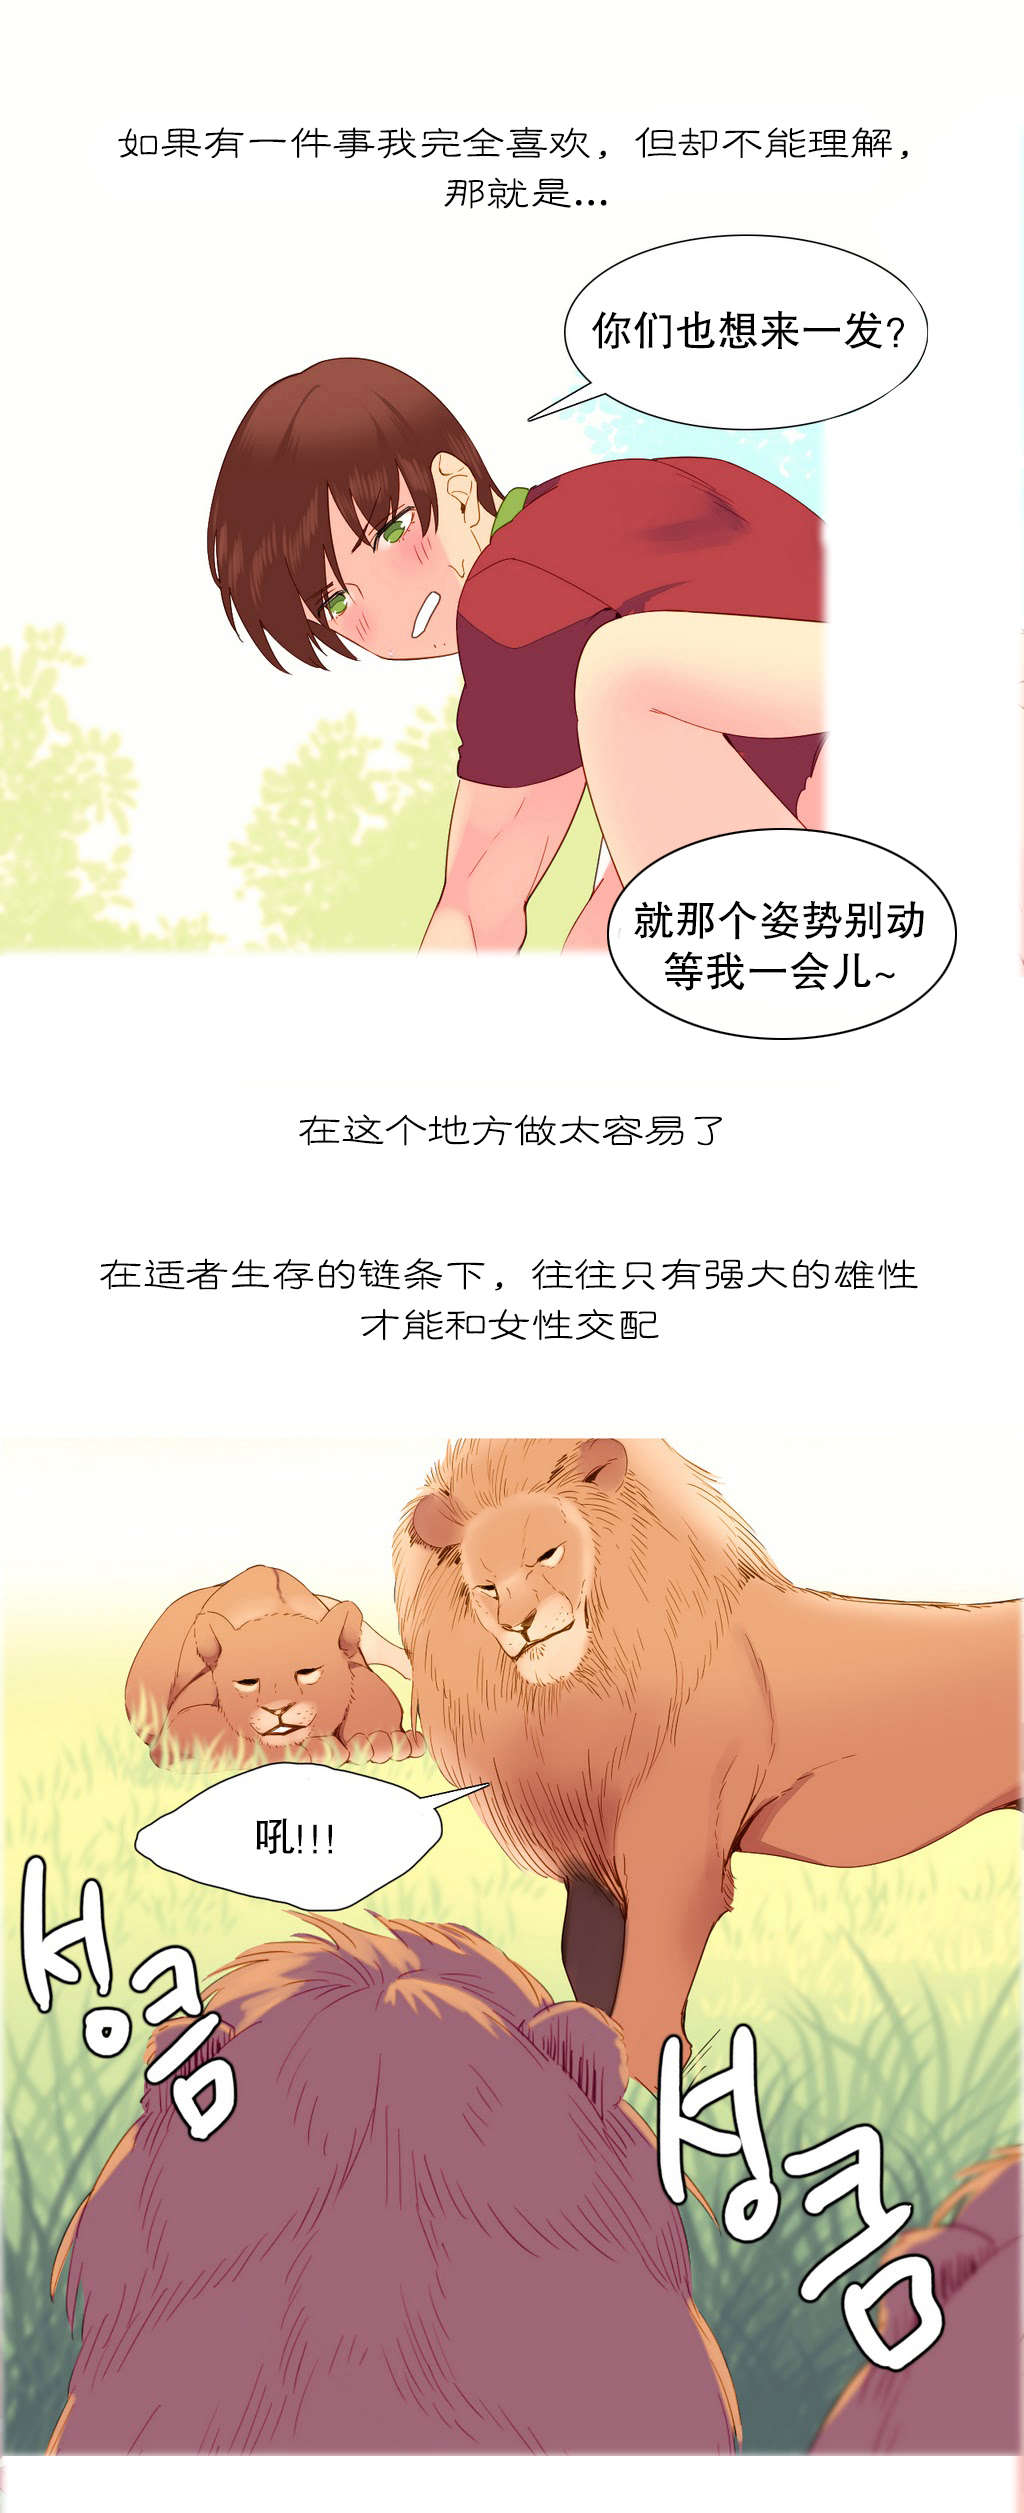 如果有一件事我完全喜欢，但却不能理解，
那就是...
你们也想来一发?
就那个姿势别动
等我一会儿~
在这个地方做太容易了
在适者生存的链条下，往往只有强大的雄性
才能和女性交配
吼!!!
성큼
성큼